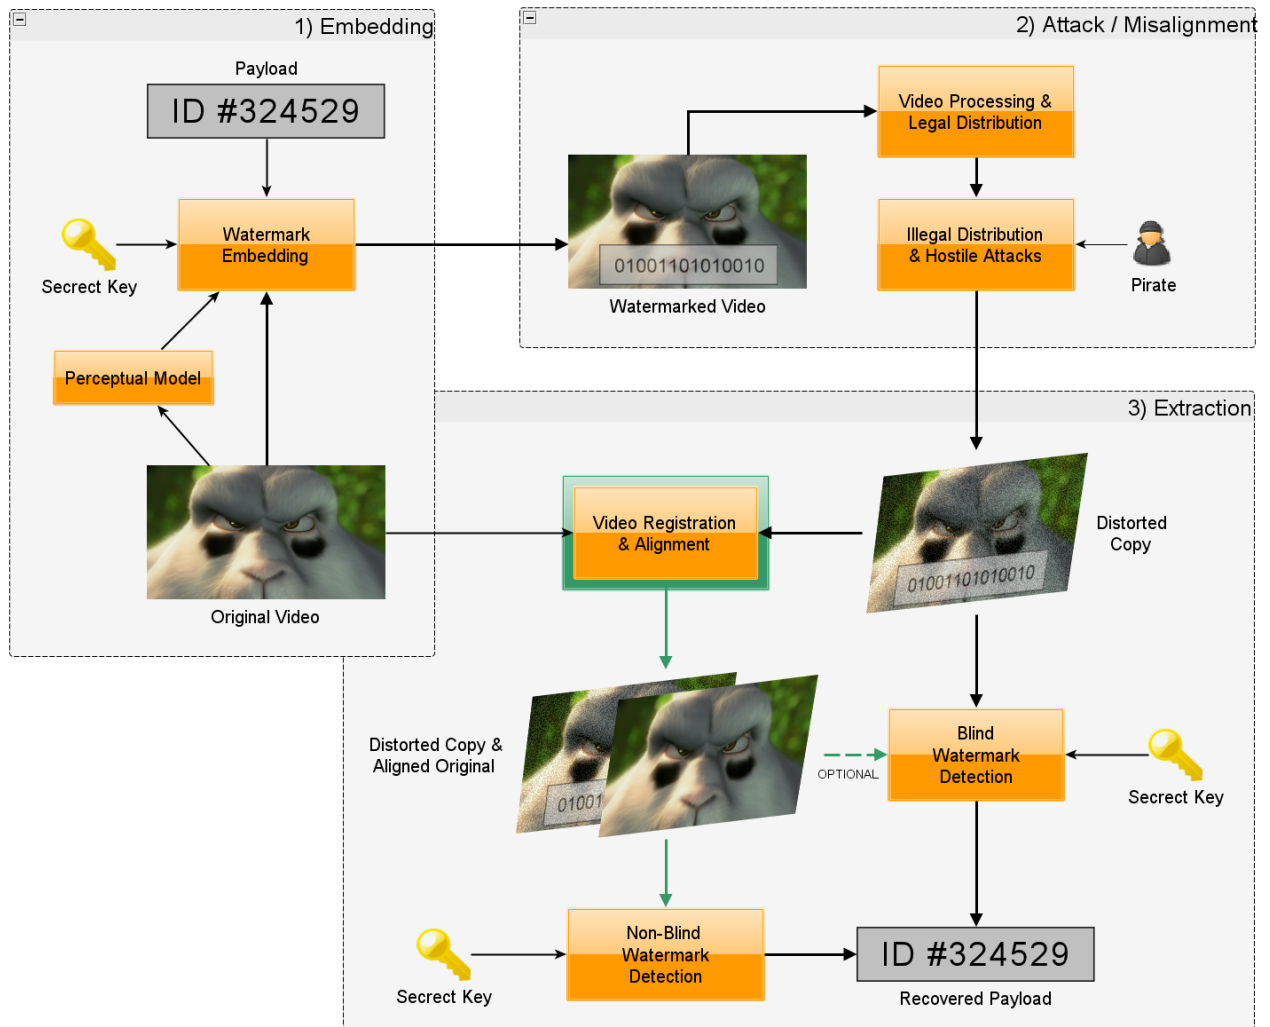 1) Embedding
Payload
ID #324529
Watermark
Embedding
Secrect Key
Perceptual Model
Original Video
2) Attack / Misalignment
Video Processing &
Legal Distribution
Illegal Distribution
& Hostile Attacks
Pirate
01001101010010
Watermarked Video
3) Extraction
Video Registration
& Alignment
01001101010010
Distorted
Copy
Distorted Copy &
Aligned Original
01001
OPTIONAL
Blind
Watermark
Detection
Secrect Key
Non-Blind
Watermark
Detection
Secrect Key
ID #324529
Recovered Payload